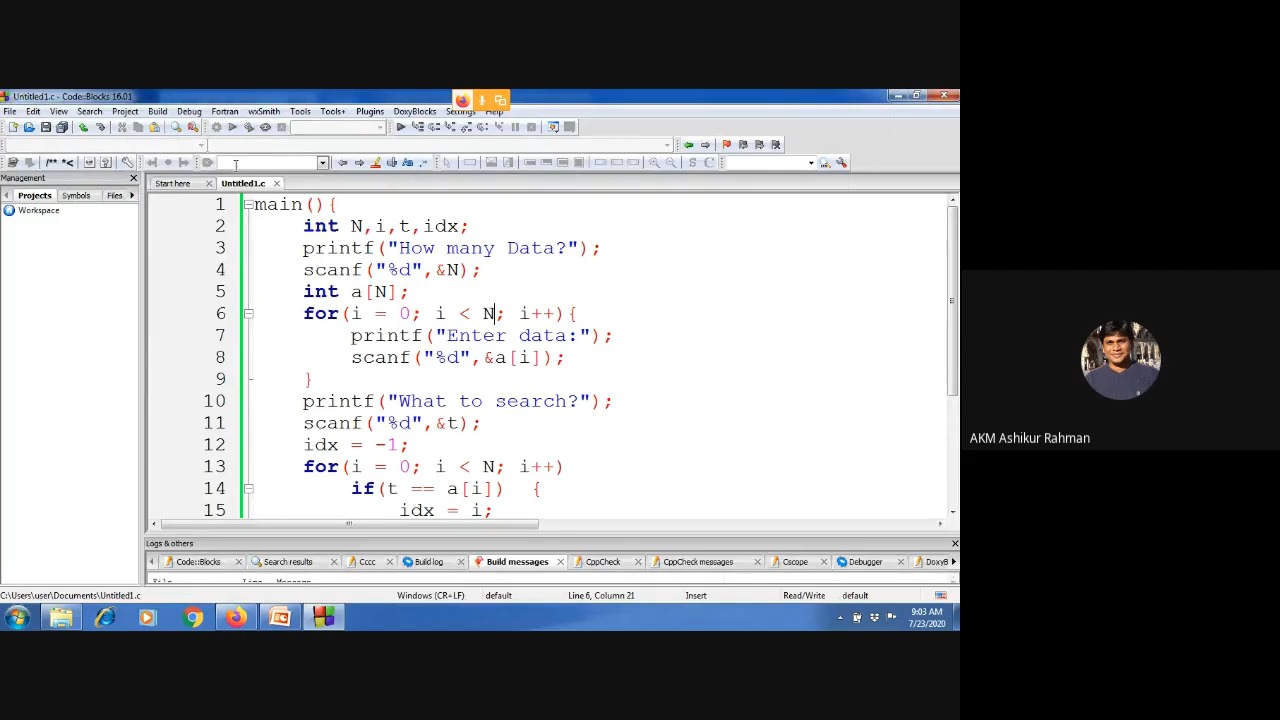 Untitled1.c - Code::Blocks 16.01
File Edit View Search Project Build Debug Fortran wxSmith Tools Tools+ Plugins DoxyBlocks Settings Help
/** *<
Aa .*
S C
Management
Projects Symbols Files
Workspace
Start here Untitled1.c
1 main(){
2 int N,i,t,idx;
3 printf("How many Data?");
4 scanf("%d",&N);
5 int a[N];
6 for(i = 0; i < N; i++){
7 printf("Enter data:");
8 scanf("%d",&a[i]);
9 }
10 printf("What to search?");
11 scanf("%d",&t);
12 idx = -1;
13 for(i = 0; i < N; i++)
14 if(t == a[i]) {
15 idx = i;
Logs & others
Code::Blocks Search results Cccc Build log Build messages CppCheck CppCheck messages Cscope Debugger DoxyB
File Line Message
C:\Users\user\Documents\Untitled1.c Windows (CR+LF) default Line 6, Column 21 Insert Read/Write default
9:03 AM
7/23/2020
AKM Ashikur Rahman